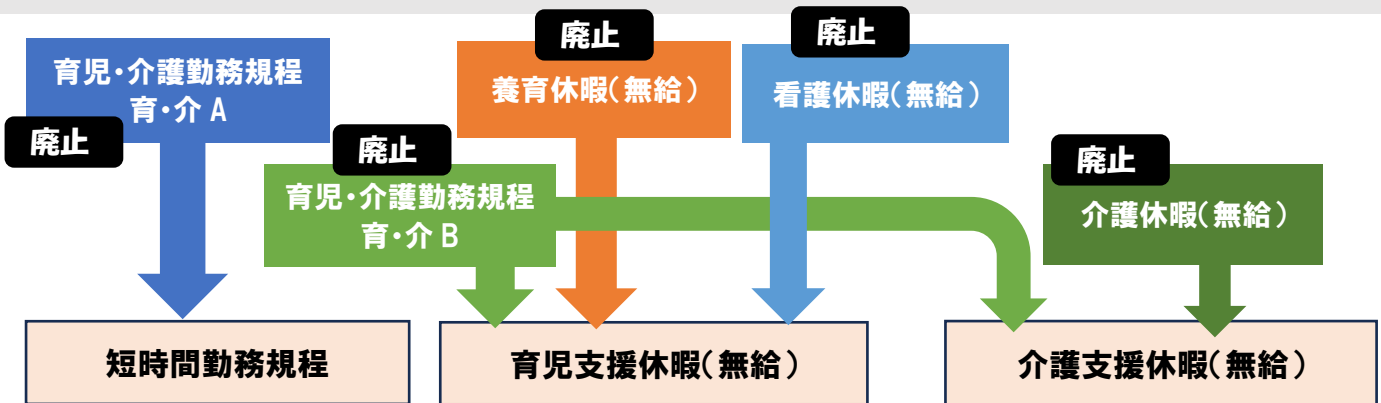 廃止
育児・介護勤務規程
育・介 A
廃止
養育休暇(無給)
廃止
看護休暇(無給)
廃止
育児・介護勤務規程
育・介 B
廃止
介護休暇(無給)
短時間勤務規程
育児支援休暇(無給)
介護支援休暇(無給)